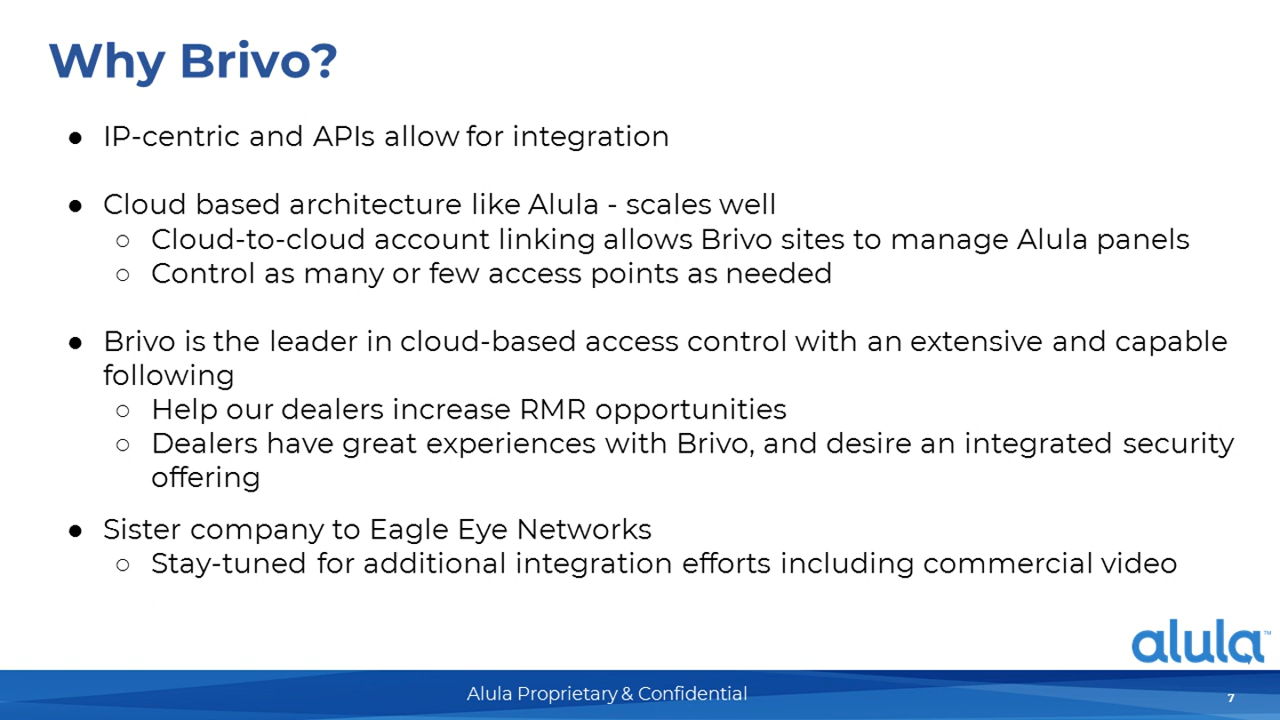 Why Brivo?
● IP-centric and APIs allow for integration
● Cloud based architecture like Alula - scales well
○ Cloud-to-cloud account linking allows Brivo sites to manage Alula panels
○ Control as many or few access points as needed
● Brivo is the leader in cloud-based access control with an extensive and capable
following
○ Help our dealers increase RMR opportunities
○ Dealers have great experiences with Brivo, and desire an integrated security
offering
● Sister company to Eagle Eye Networks
○ Stay-tuned for additional integration efforts including commercial video
alula™
Alula Proprietary & Confidential
7